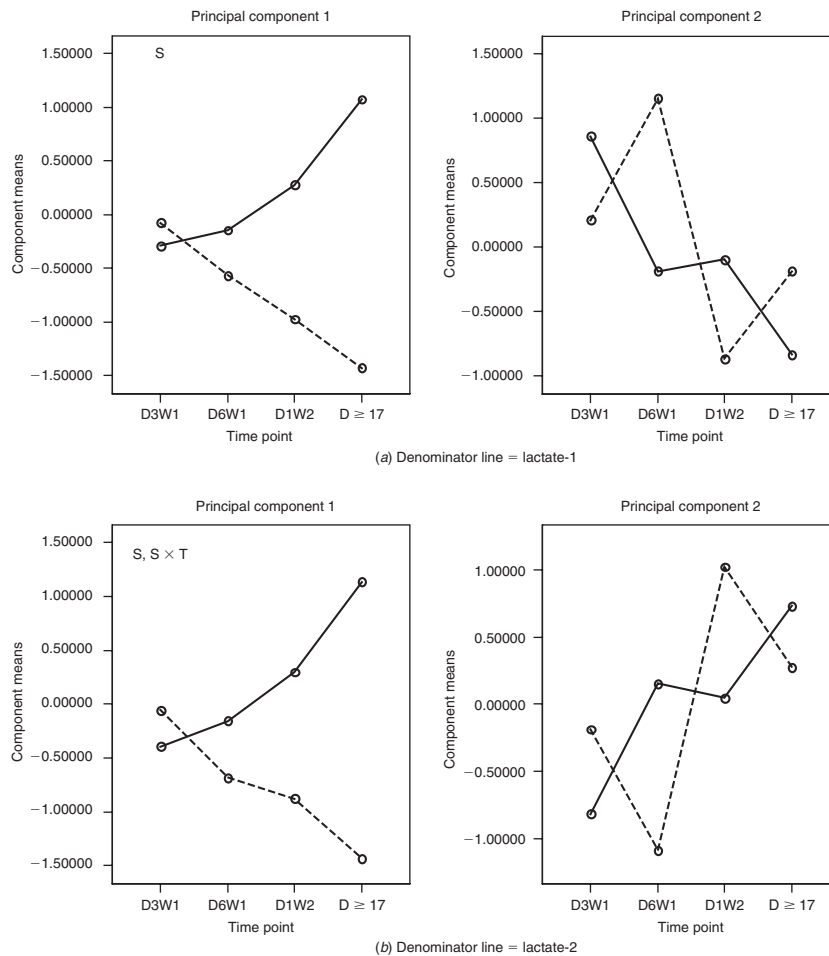 Principal component 1
1.50000
1.00000
0.50000
0.00000
−0.50000
−1.00000
−1.50000
Component means
S
D3W1 D6W1 D1W2 D ≥ 17
Time point
Principal component 2
1.50000
1.00000
0.50000
0.00000
−0.50000
−1.00000
Component means
D3W1 D6W1 D1W2 D ≥ 17
Time point
(a) Denominator line = lactate-1
Principal component 1
1.50000
1.00000
0.50000
0.00000
−0.50000
−1.00000
−1.50000
Component means
S, S × T
D3W1 D6W1 D1W2 D ≥ 17
Time point
Principal component 2
1.00000
0.50000
0.00000
−0.50000
−1.00000
Component means
D3W1 D6W1 D1W2 D ≥ 17
Time point
(b) Denominator line = lactate-2